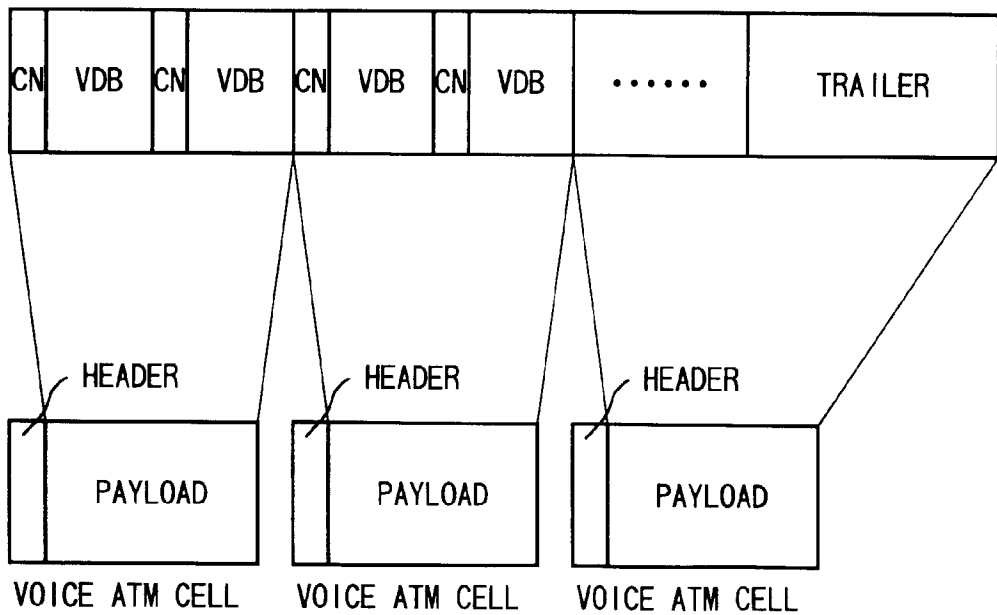 CN VDB CN VDB CN VDB CN VDB ...... TRAILER
HEADER HEADER HEADER
PAYLOAD PAYLOAD PAYLOAD
VOICE ATM CELL VOICE ATM CELL VOICE ATM CELL